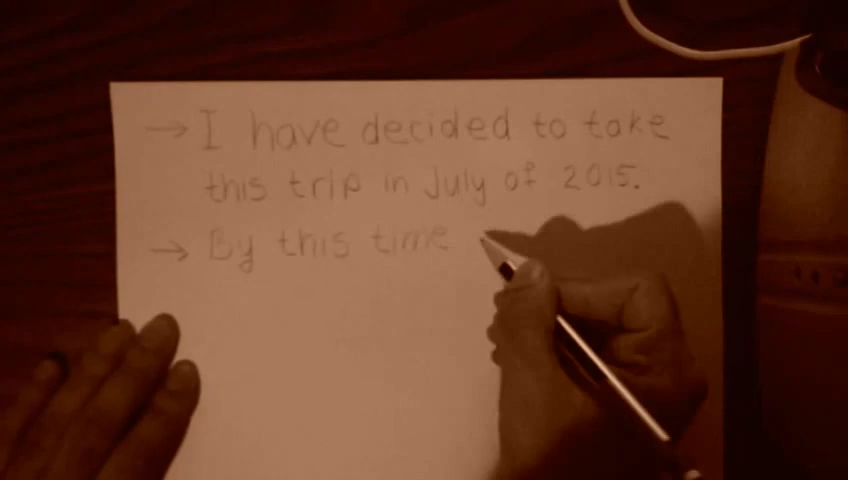 → I have decided to take
this trip in July of 2015.
→ By this time